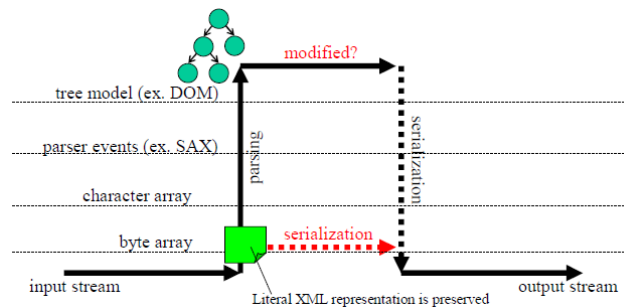 modified?
tree model (ex. DOM)
parser events (ex. SAX)
parsing
serialization
character array
serialization
byte array
input stream
output stream
Literal XML representation is preserved